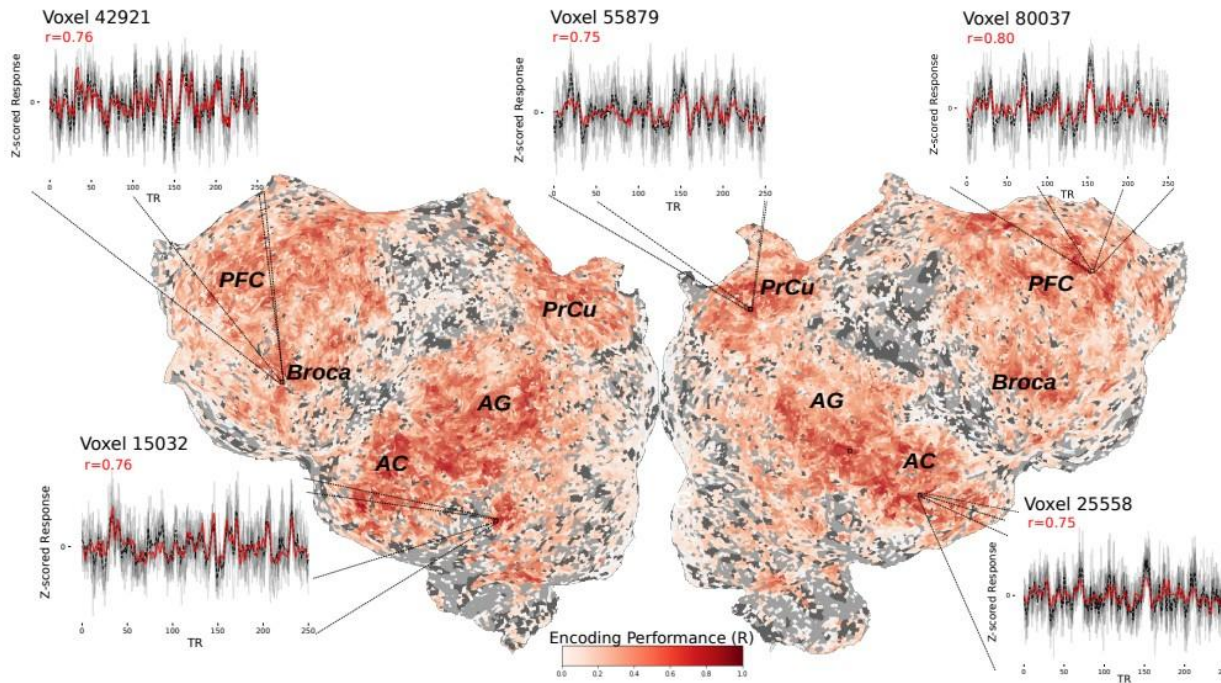 Voxel 42921
r=0.76
Z-scored Response
0
0 50 100 150 200 250
TR
Voxel 55879
r=0.75
Z-scored Response
0
0 50 100 150 200 250
TR
Voxel 80037
r=0.80
Z-scored Response
0
0 50 100 150 200 250
TR
PFC
PrCu
Broca
AG
AC
PrCu
PFC
Broca
AG
AC
Voxel 15032
r=0.76
Z-scored Response
0
0 50 100 150 200 250
TR
Voxel 25558
r=0.75
Z-scored Response
0
0 50 100 150 200
TR
Encoding Performance (R)
0.0 0.2 0.4 0.6 0.8 1.0